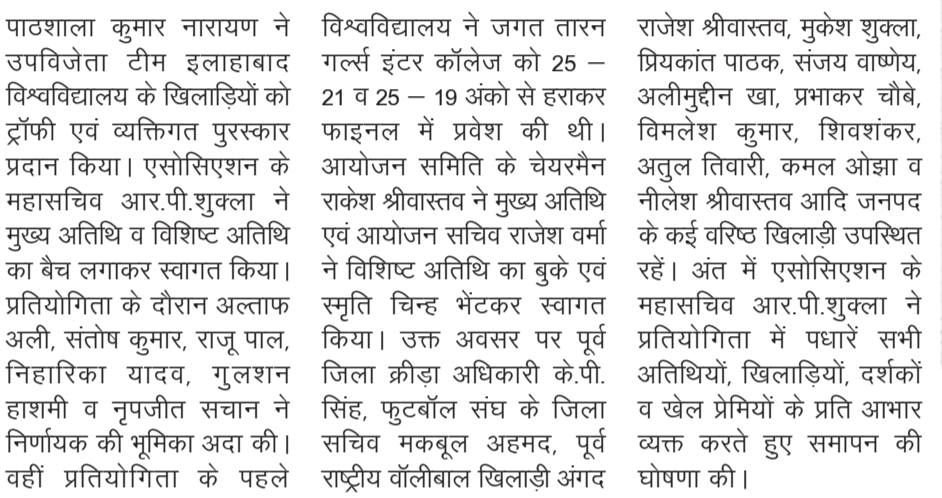 पाठशाला कुमार नारायण ने
उपविजेता टीम इलाहाबाद
विश्वविद्यालय के खिलाड़ियों को
ट्रॉफी एवं व्यक्तिगत पुरस्कार
प्रदान किया। एसोसिएशन के
महासचिव आर.पी.शुक्ला ने
मुख्य अतिथि व विशिष्ट अतिथि
का बैच लगाकर स्वागत किया।
प्रतियोगिता के दौरान अल्ताफ
अली, संतोष कुमार, राजू पाल,
निहारिका यादव, गुलशन
हाशमी व नृपजीत सचान ने
निर्णायक की भूमिका अदा की।
वहीं प्रतियोगिता के पहले
विश्वविद्यालय ने जगत तारन
गर्ल्स इंटर कॉलेज को 25 –
21 व 25 – 19 अंको से हराकर
फाइनल में प्रवेश की थी।
आयोजन समिति के चेयरमैन
राकेश श्रीवास्तव ने मुख्य अतिथि
एवं आयोजन सचिव राजेश वर्मा
ने विशिष्ट अतिथि का बुके एवं
स्मृति चिन्ह भेंटकर स्वागत
किया। उक्त अवसर पर पूर्व
जिला क्रीड़ा अधिकारी के.पी.
सिंह, फुटबॉल संघ के जिला
सचिव मकबूल अहमद, पूर्व
राष्ट्रीय वॉलीबाल खिलाड़ी अंगद
राजेश श्रीवास्तव, मुकेश शुक्ला,
प्रियकांत पाठक, संजय वाष्णेय,
अलीमुद्दीन खा, प्रभाकर चौबे,
विमलेश कुमार, शिवशंकर,
अतुल तिवारी, कमल ओझा व
नीलेश श्रीवास्तव आदि जनपद
के कई वरिष्ठ खिलाड़ी उपस्थित
रहें। अंत में एसोसिएशन के
महासचिव आर.पी.शुक्ला ने
प्रतियोगिता में पधारें सभी
अतिथियों, खिलाड़ियों, दर्शकों
व खेल प्रेमियों के प्रति आभार
व्यक्त करते हुए समापन की
घोषणा की।